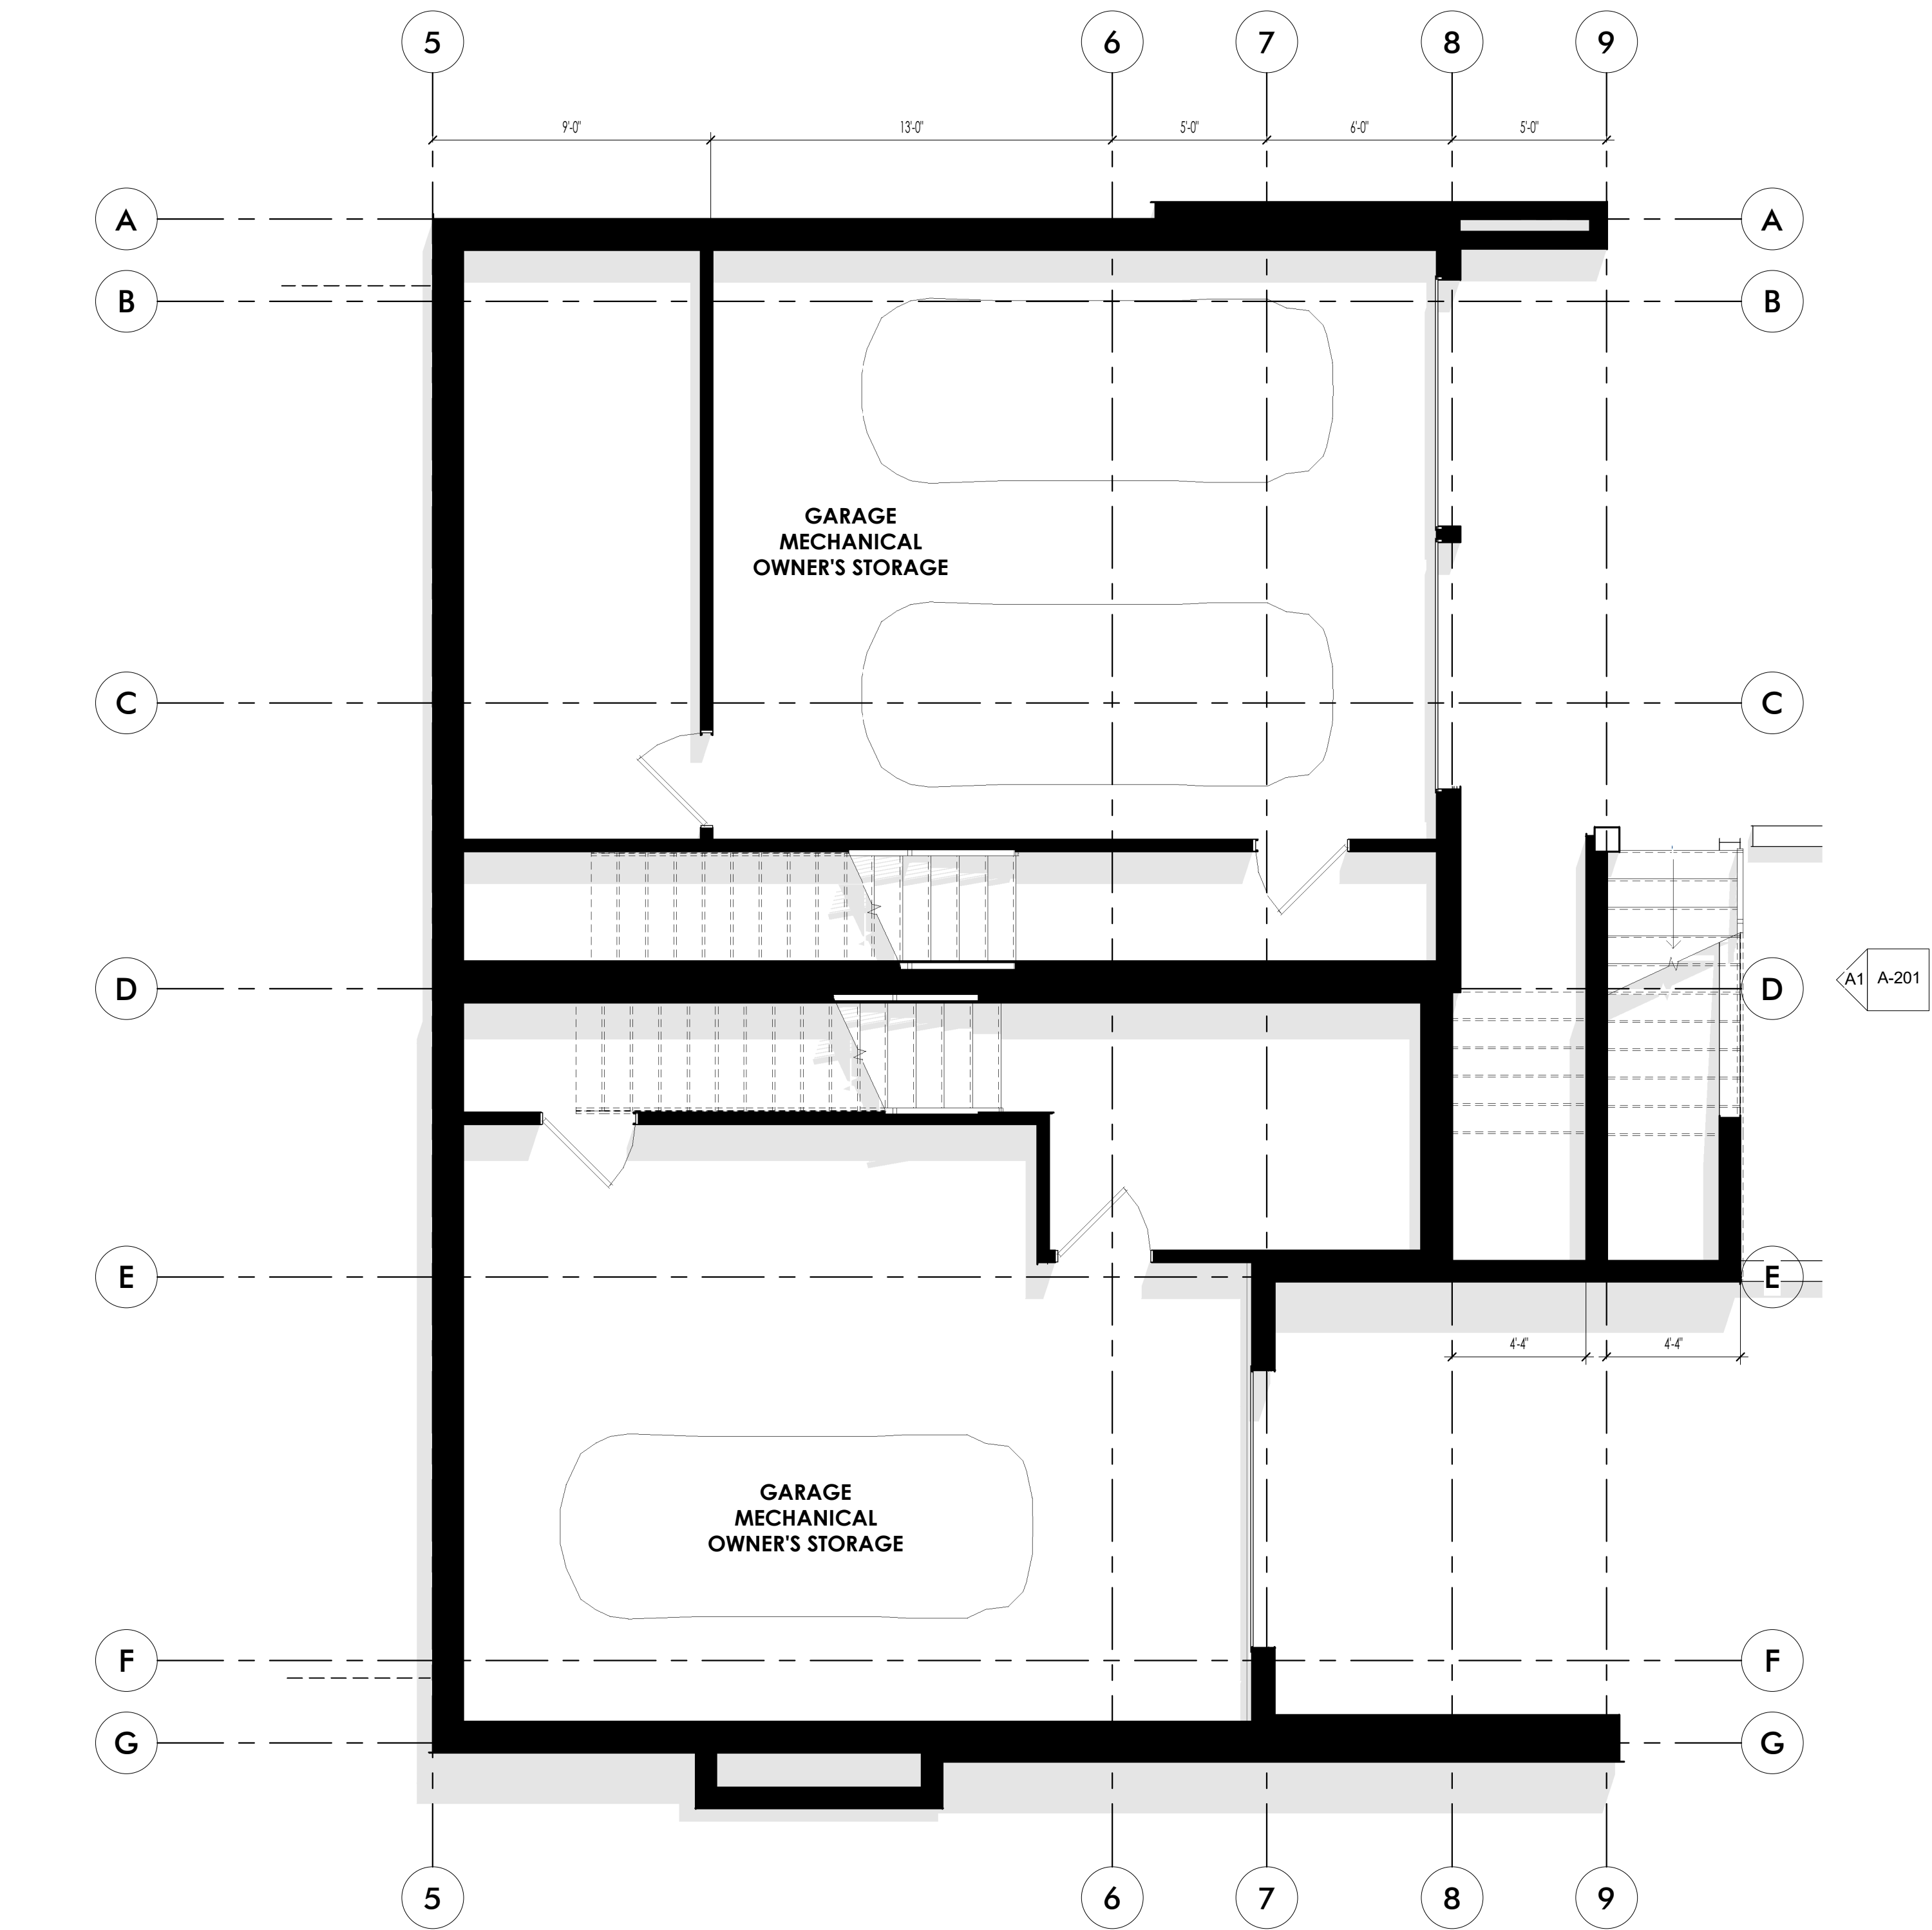 5 6 7 8 9
9'-0" 13'-0" 5'-0" 6'-0" 5'-0"
A A
B B
GARAGE
MECHANICAL
OWNER'S STORAGE
C C
D D
A1 A-201
E E
4'-4" 4'-4"
GARAGE
MECHANICAL
OWNER'S STORAGE
F F
G G
5 6 7 8 9